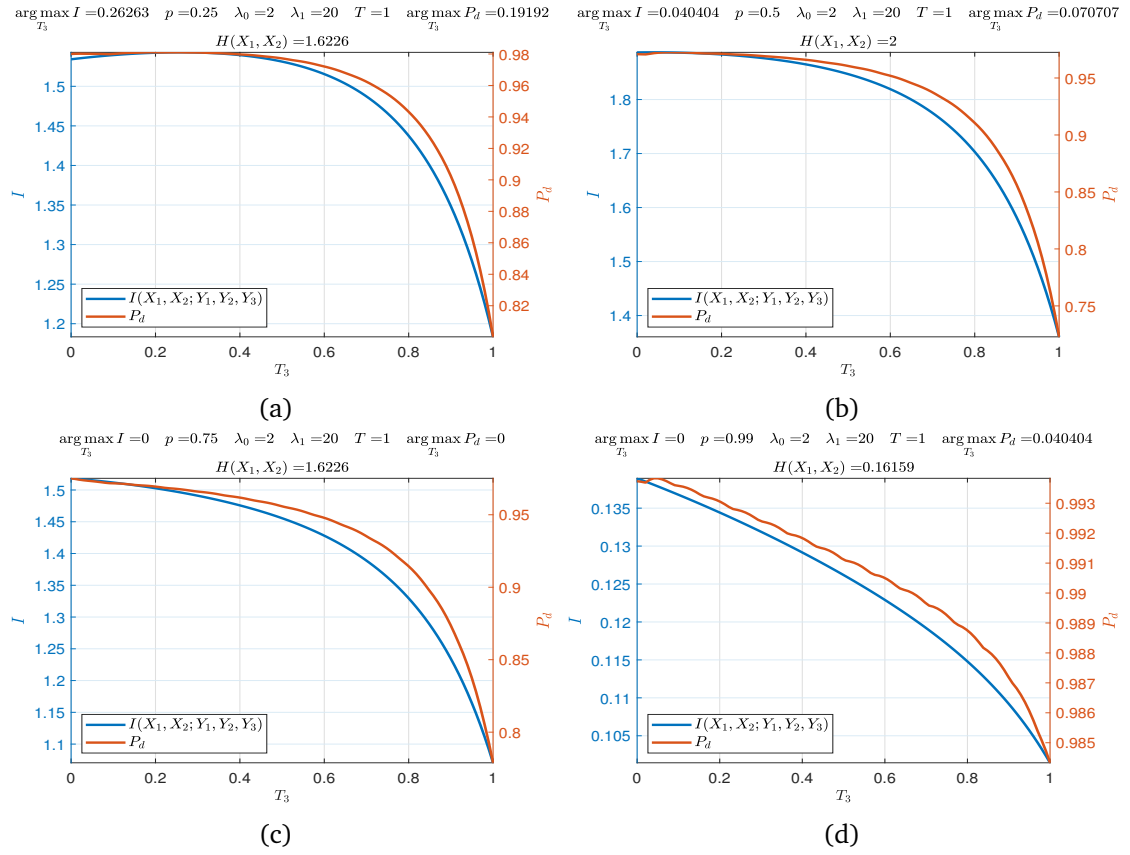 arg max I =0.26263 p =0.25 λ₀ =2 λ₁ =20 T =1 arg max P_d =0.19192
T₃ T₃
H(X₁, X₂) =1.6226
1.5
1.45
1.4
1.35
1.3
1.25
1.2
I
0.98
0.96
0.94
0.92
0.9
0.88
0.86
0.84
0.82
P_d
I(X₁, X₂; Y₁, Y₂, Y₃)
P_d
0 0.2 0.4 0.6 0.8 1
T₃
(a)
arg max I =0.040404 p =0.5 λ₀ =2 λ₁ =20 T =1 arg max P_d =0.070707
T₃ T₃
H(X₁, X₂) =2
1.8
1.7
1.6
1.5
1.4
I
0.95
0.9
0.85
0.8
0.75
P_d
I(X₁, X₂; Y₁, Y₂, Y₃)
P_d
0 0.2 0.4 0.6 0.8 1
T₃
(b)
arg max I =0 p =0.75 λ₀ =2 λ₁ =20 T =1 arg max P_d =0
T₃ T₃
H(X₁, X₂) =1.6226
1.5
1.45
1.4
1.35
1.3
1.25
1.2
1.15
1.1
I
0.95
0.9
0.85
0.8
P_d
I(X₁, X₂; Y₁, Y₂, Y₃)
P_d
0 0.2 0.4 0.6 0.8 1
T₃
(c)
arg max I =0 p =0.99 λ₀ =2 λ₁ =20 T =1 arg max P_d =0.040404
T₃ T₃
H(X₁, X₂) =0.16159
0.135
0.13
0.125
0.12
0.115
0.11
0.105
I
0.993
0.992
0.991
0.99
0.989
0.988
0.987
0.986
0.985
P_d
I(X₁, X₂; Y₁, Y₂, Y₃)
P_d
0 0.2 0.4 0.6 0.8 1
T₃
(d)